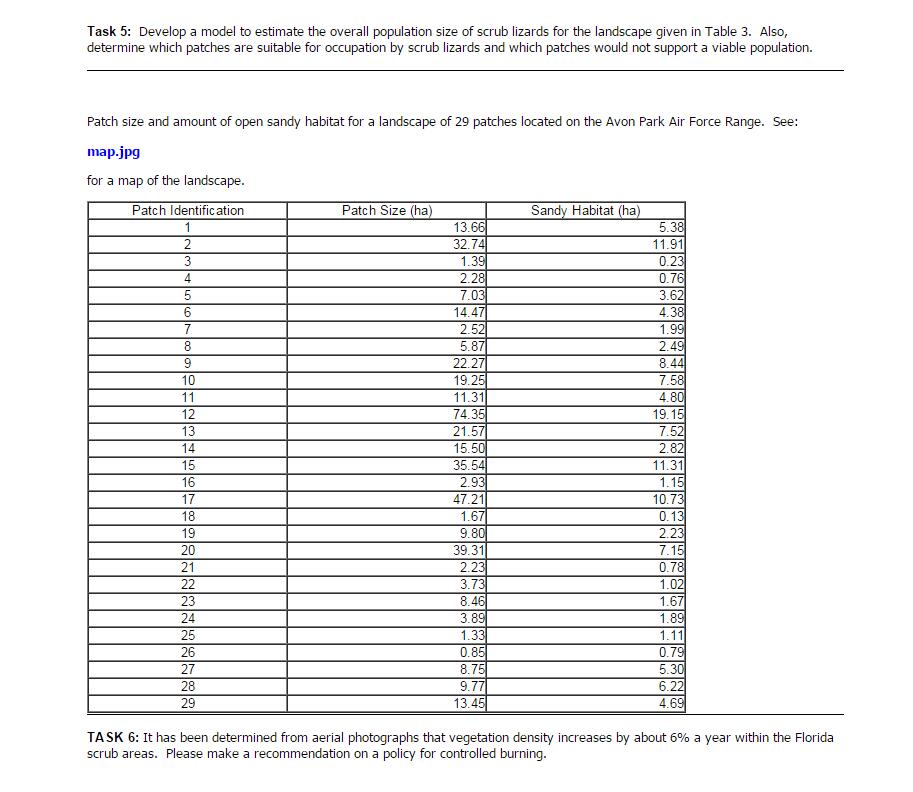 Task 5: Develop a model to estimate the overall population size of scrub lizards for the landscape given in Table 3. Also,
determine which patches are suitable for occupation by scrub lizards and which patches would not support a viable population.
Patch size and amount of open sandy habitat for a landscape of 29 patches located on the Avon Park Air Force Range. See:
map.jpg
for a map of the landscape.
Patch Identification Patch Size (ha) Sandy Habitat (ha)
1 13.66 5.38
2 32.74 11.91
3 1.39 0.23
4 2.28 0.76
5 7.03 3.62
6 14.47 4.38
7 2.52 1.99
8 5.87 2.49
9 22.27 8.44
10 19.25 7.58
11 11.31 4.80
12 74.35 19.15
13 21.57 7.52
14 15.50 2.82
15 35.54 11.31
16 2.93 1.15
17 47.21 10.73
18 1.67 0.13
19 9.80 2.23
20 39.31 7.15
21 2.23 0.78
22 3.73 1.02
23 8.46 1.67
24 3.89 1.89
25 1.33 1.11
26 0.85 0.79
27 8.75 5.30
28 9.77 6.22
29 13.45 4.69
TASK 6: It has been determined from aerial photographs that vegetation density increases by about 6% a year within the Florida
scrub areas. Please make a recommendation on a policy for controlled burning.